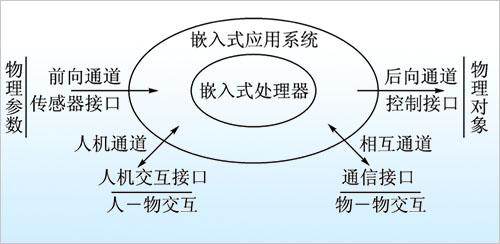 嵌入式应用系统
嵌入式处理器
物理参数
前向通道
传感器接口
后向通道
控制接口
物理对象
人机通道
人机交互接口
人－物交互
相互通道
通信接口
物－物交互